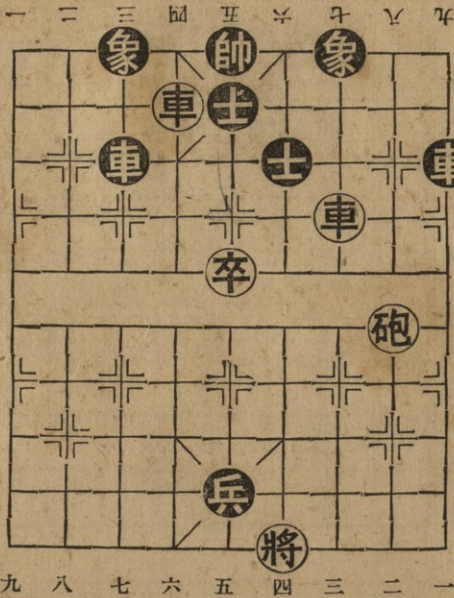 一 二 三 四 五 六 七 八 九
象 帥 象
車 士
車 士 車
車
卒
砲
兵
將
九 八 七 六 五 四 三 二 一